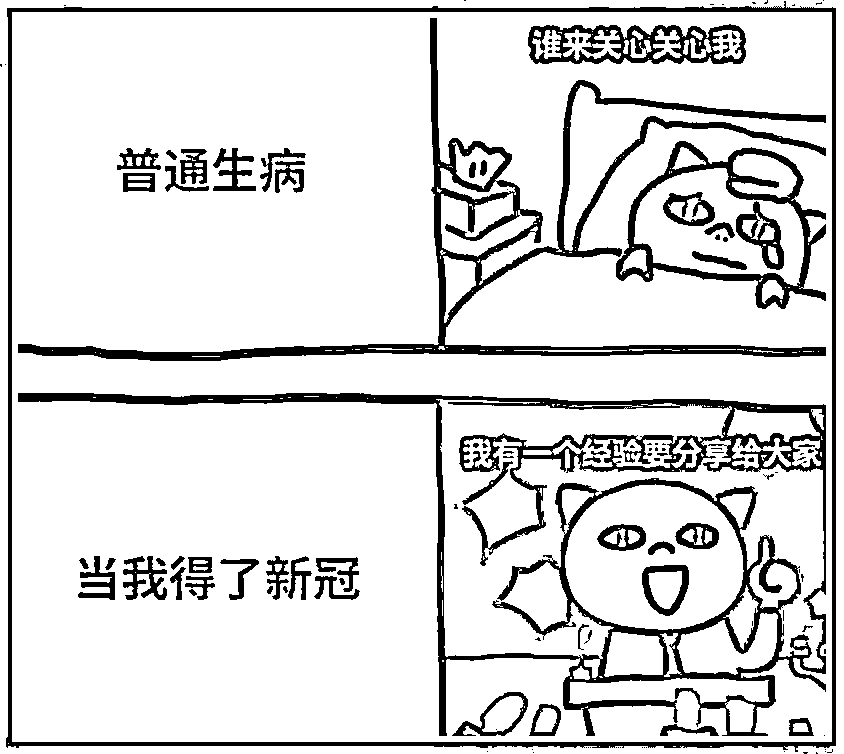 谁来关心关心我
普通生病
我有一个经验要分享给大家
当我得了新冠